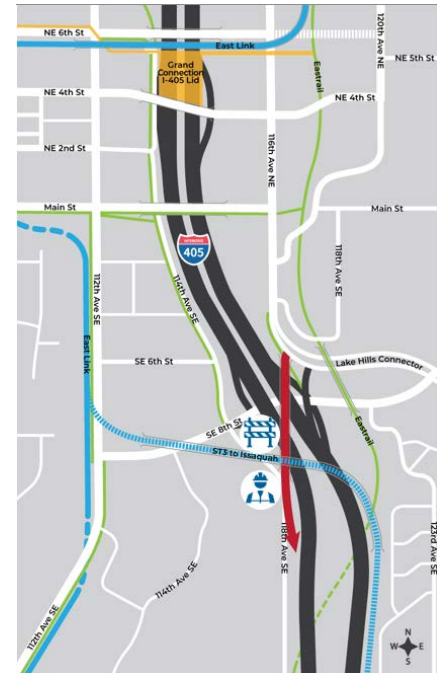 NE 6th St
East Link
120th Ave NE
NE 5th St
Grand
Connection
I-405 Lid
Eastrail
NE 4th St
NE 4th St
116th Ave NE
NE 2nd St
Main St
Main St
INTERSTATE
405
118th Ave SE
112th Ave SE
114th Ave SE
East Link
SE 6th St
Lake Hills Connector
SE 8th St
Eastrail
ST3 to Issaquah
118th Ave SE
123rd Ave SE
114th Ave SE
112th Ave SE
N
W E
S